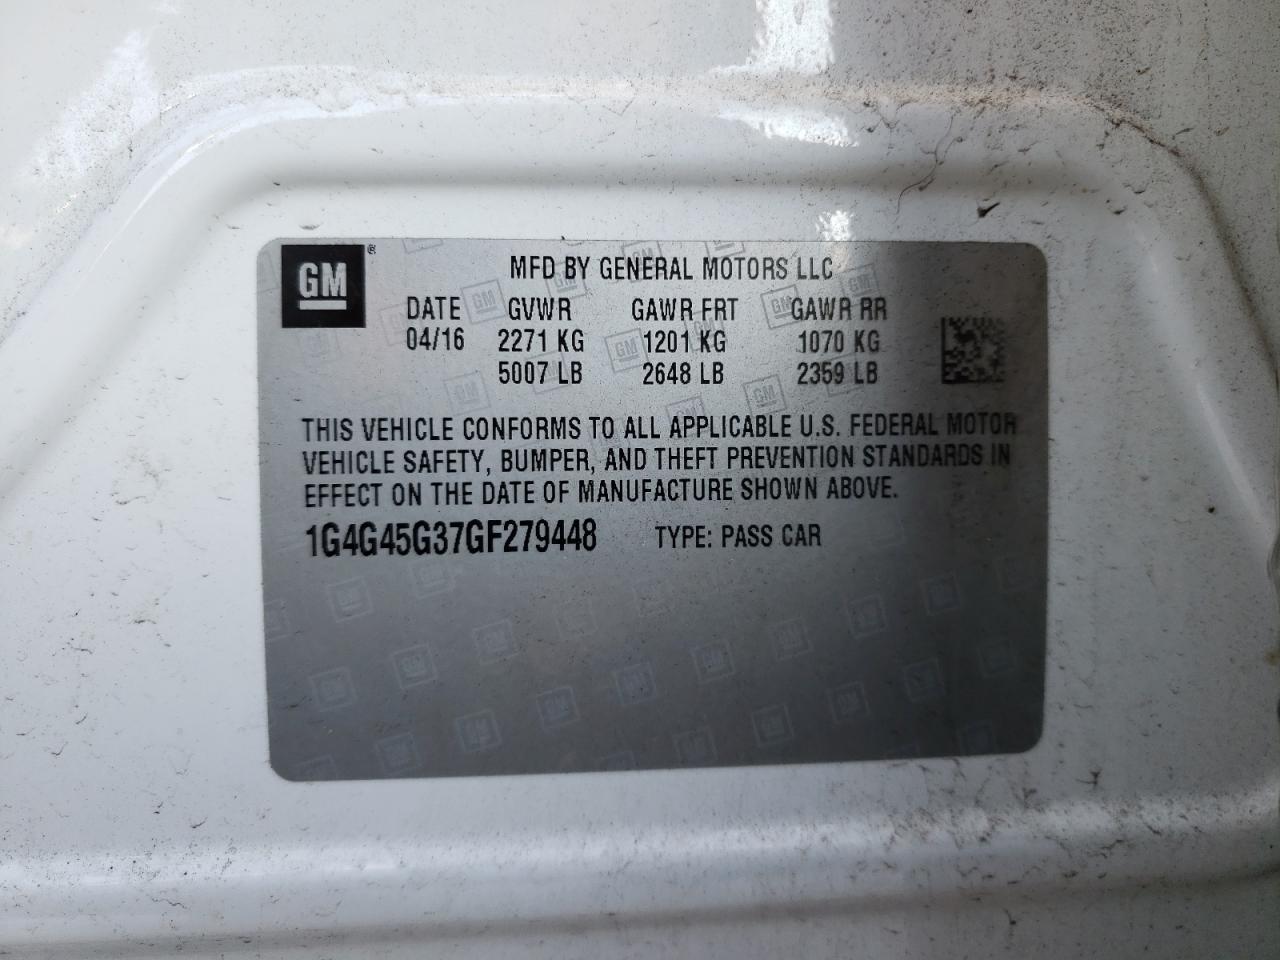 GM ®
MFD BY GENERAL MOTORS LLC
DATE GVWR GAWR FRT GAWR RR
04/16 2271 KG 1201 KG 1070 KG
5007 LB 2648 LB 2359 LB
THIS VEHICLE CONFORMS TO ALL APPLICABLE U.S. FEDERAL MOTOR
VEHICLE SAFETY, BUMPER, AND THEFT PREVENTION STANDARDS IN
EFFECT ON THE DATE OF MANUFACTURE SHOWN ABOVE.
1G4G45G37GF279448 TYPE: PASS CAR